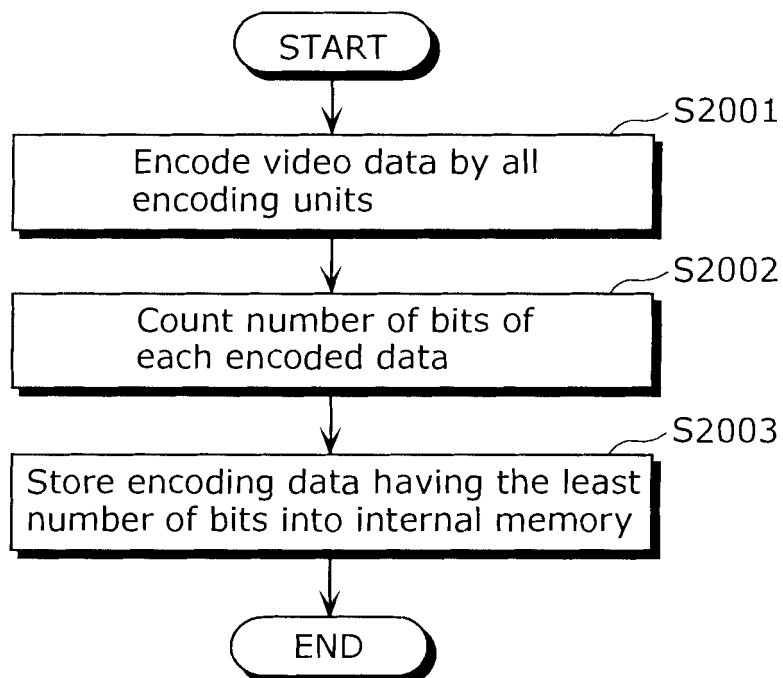 START
S2001
Encode video data by all
encoding units
S2002
Count number of bits of
each encoded data
S2003
Store encoding data having the least
number of bits into internal memory
END